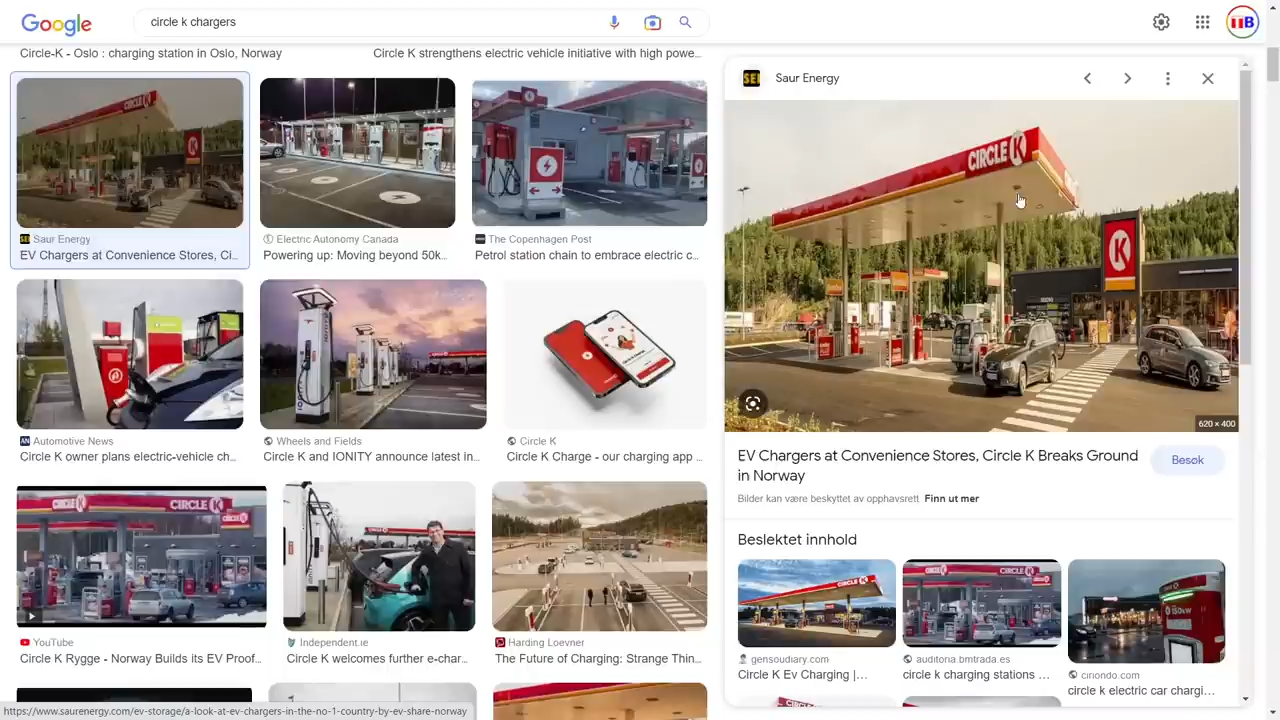 Google
circle k chargers
Circle-K - Oslo : charging station in Oslo, Norway
Circle K strengthens electric vehicle initiative with high powe...
Saur Energy
EV Chargers at Convenience Stores, Ci...
Electric Autonomy Canada
Powering up: Moving beyond 50k...
The Copenhagen Post
Petrol station chain to embrace electric c...
Automotive News
Circle K owner plans electric-vehicle ch...
Wheels and Fields
Circle K and IONITY announce latest in...
Circle K
Circle K Charge - our charging app ...
CIRCLE K
YouTube
Circle K Rygge - Norway Builds its EV Proof...
Independent.ie
Circle K welcomes further e-char...
Harding Loevner
The Future of Charging: Strange Thin...
https://www.saurenergy.com/ev-storage/a-look-at-ev-chargers-in-the-no-1-country-by-ev-share-norway
SEI
Saur Energy
CIRCLE K
K
620 × 400
EV Chargers at Convenience Stores, Circle K Breaks Ground
in Norway
Besøk
Bilder kan være beskyttet av opphavsrett Finn ut mer
Beslektet innhold
CIRCLE K
CIRCLE K
gensoudiary.com
Circle K Ev Charging |...
auditoria.bmtrada.es
circle k charging stations ...
ciriondo.com
circle k electric car chargi...